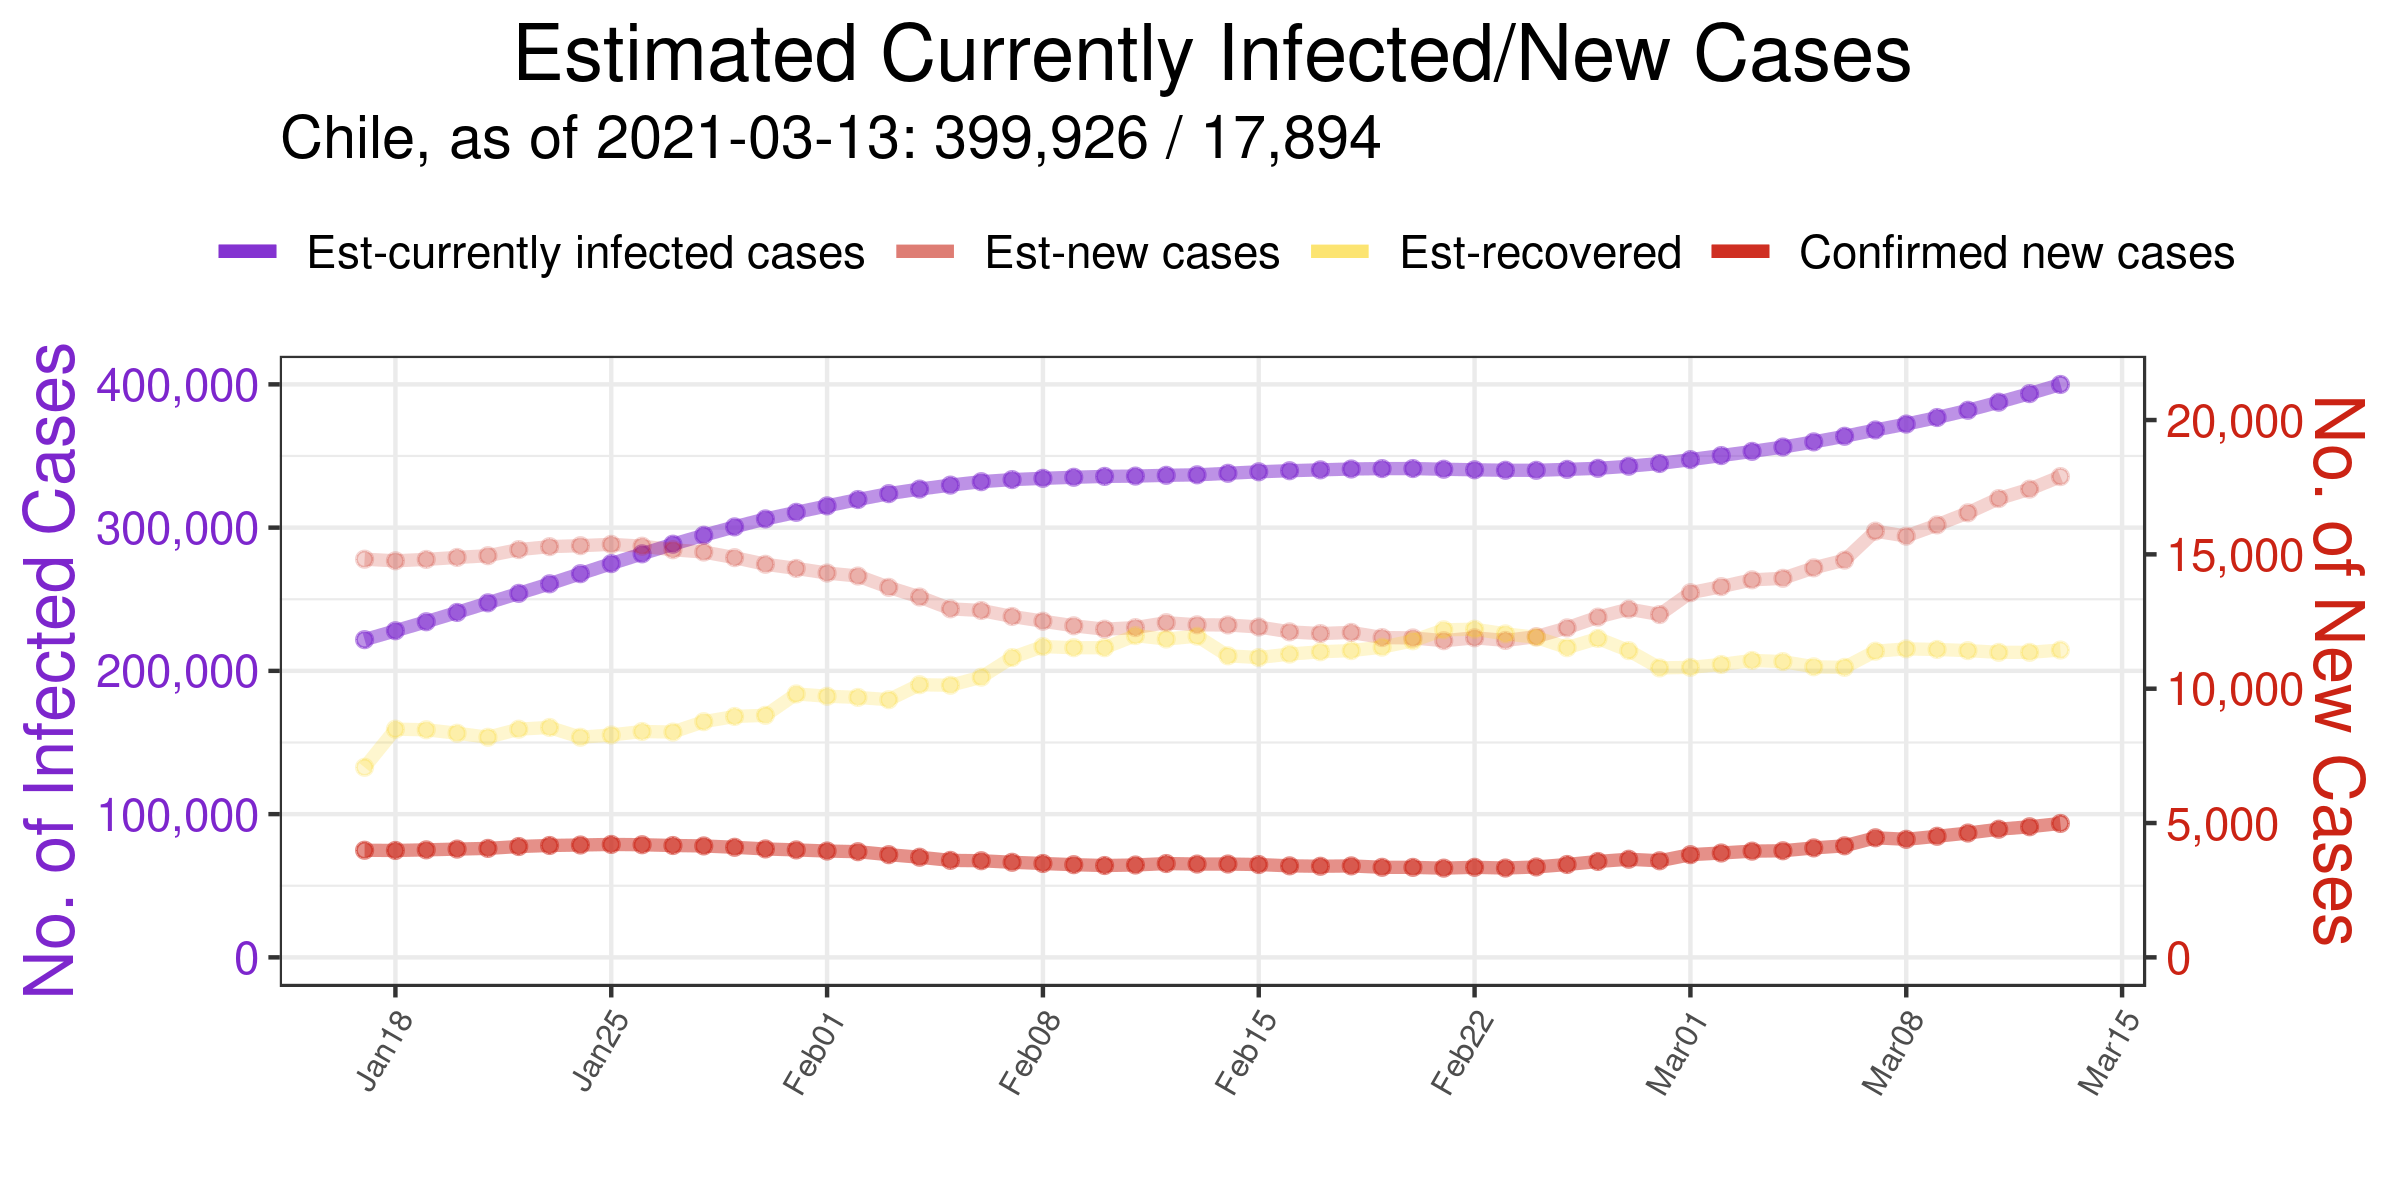 Estimated Currently Infected/New Cases
Chile, as of 2021-03-13: 399,926 / 17,894
Est-currently infected cases Est-new cases Est-recovered Confirmed new cases
No. of Infected Cases
400,000
300,000
200,000
100,000
0
20,000
15,000
10,000
5,000
0
No. of New Cases
Jan18 Jan25 Feb01 Feb08 Feb15 Feb22 Mar01 Mar08 Mar15